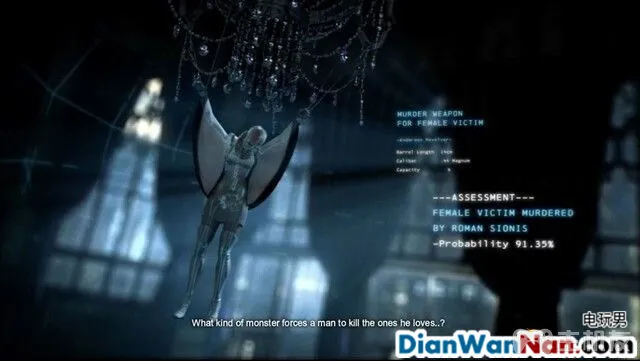 MURDER WEAPON
FOR FEMALE VICTIM
Barrel Length
Caliber Magnum
Capacity
---ASSESSMENT---
FEMALE VICTIM MURDERED
BY ROMAN SIONIS
-Probability 91.35%
What kind of monster forces a man to kill the ones he loves..?
电玩男
DianWanNan.com